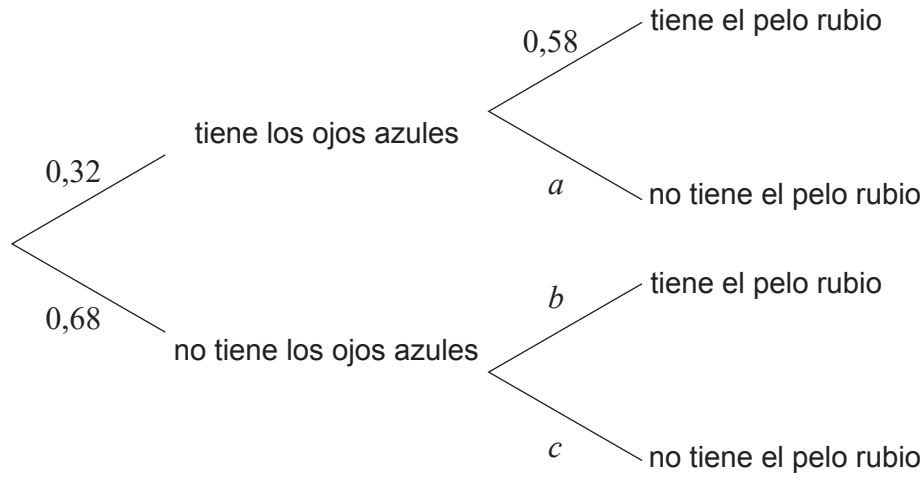 tiene el pelo rubio
0,58
tiene los ojos azules
0,32
a
no tiene el pelo rubio
tiene el pelo rubio
b
0,68
no tiene los ojos azules
c
no tiene el pelo rubio